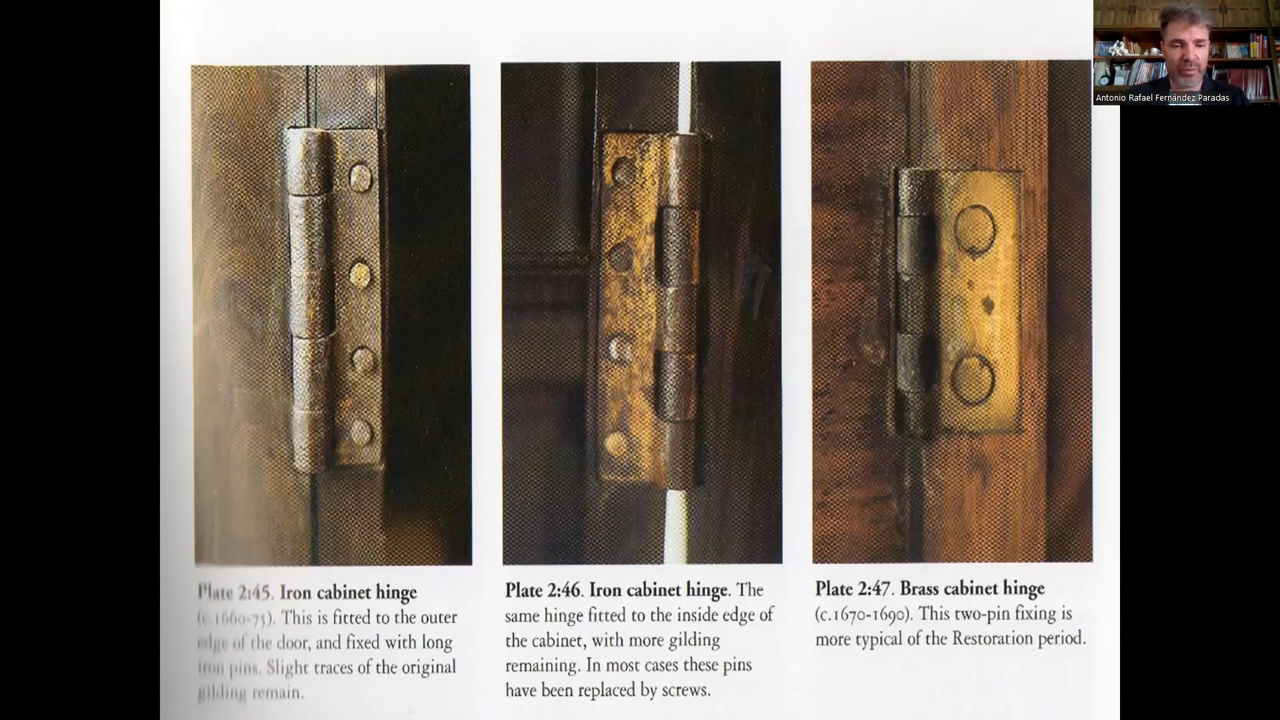 Antonio Rafael Fernández Paradas
Plate 2:45. Iron cabinet hinge
(c.1660-75). This is fitted to the outer
edge of the door, and fixed with long
iron pins. Slight traces of the original
gilding remain.
Plate 2:46. Iron cabinet hinge. The
same hinge fitted to the inside edge of
the cabinet, with more gilding
remaining. In most cases these pins
have been replaced by screws.
Plate 2:47. Brass cabinet hinge
(c.1670-1690). This two-pin fixing is
more typical of the Restoration period.